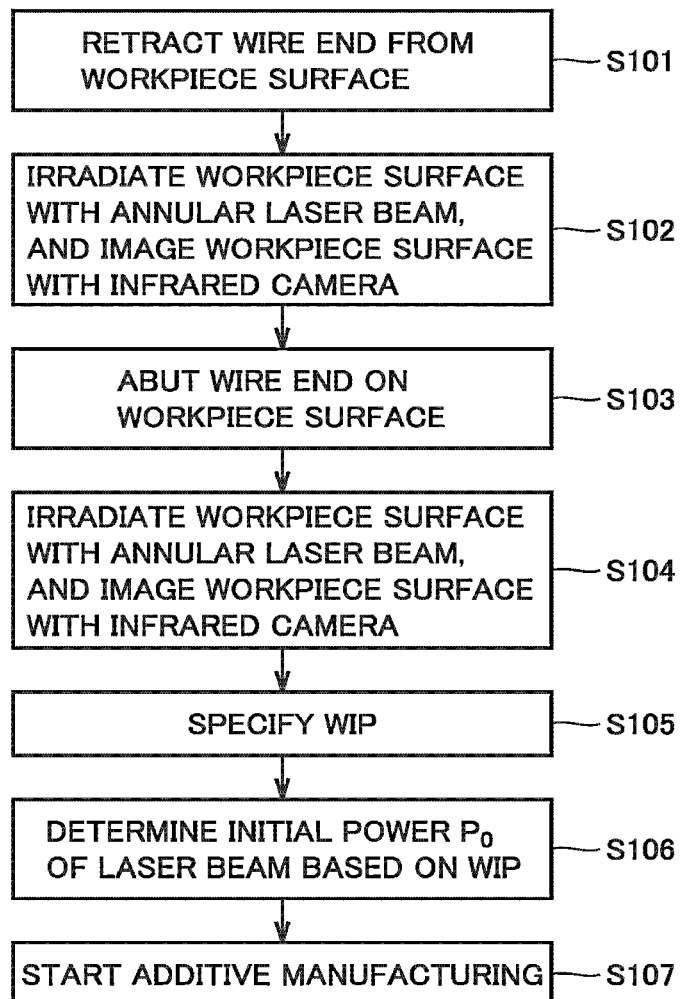 RETRACT WIRE END FROM
WORKPIECE SURFACE
S101
IRRADIATE WORKPIECE SURFACE
WITH ANNULAR LASER BEAM,
AND IMAGE WORKPIECE SURFACE
WITH INFRARED CAMERA
S102
ABUT WIRE END ON
WORKPIECE SURFACE
S103
IRRADIATE WORKPIECE SURFACE
WITH ANNULAR LASER BEAM,
AND IMAGE WORKPIECE SURFACE
WITH INFRARED CAMERA
S104
SPECIFY WIP
S105
DETERMINE INITIAL POWER P₀
OF LASER BEAM BASED ON WIP
S106
START ADDITIVE MANUFACTURING
S107